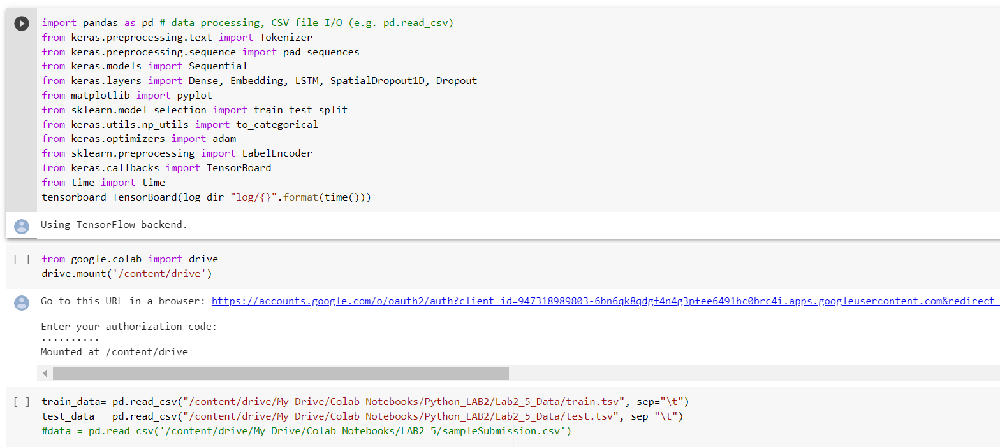 import pandas as pd # data processing, CSV file I/O (e.g. pd.read_csv)
from keras.preprocessing.text import Tokenizer
from keras.preprocessing.sequence import pad_sequences
from keras.models import Sequential
from keras.layers import Dense, Embedding, LSTM, SpatialDropout1D, Dropout
from matplotlib import pyplot
from sklearn.model_selection import train_test_split
from keras.utils.np_utils import to_categorical
from keras.optimizers import adam
from sklearn.preprocessing import LabelEncoder
from keras.callbacks import TensorBoard
from time import time
tensorboard=TensorBoard(log_dir="log/{}".format(time()))
Using TensorFlow backend.
[ ] from google.colab import drive
drive.mount('/content/drive')
Go to this URL in a browser: https://accounts.google.com/o/oauth2/auth?client_id=947318989803-6bn6qk8qdgf4n4g3pfee6491hc0brc4i.apps.googleusercontent.com&redirect_
Enter your authorization code:
··········
Mounted at /content/drive
[ ] train_data= pd.read_csv("/content/drive/My Drive/Colab Notebooks/Python_LAB2/Lab2_5_Data/train.tsv", sep="\t")
test_data = pd.read_csv("/content/drive/My Drive/Colab Notebooks/Python_LAB2/Lab2_5_Data/test.tsv", sep="\t")
#data = pd.read_csv('/content/drive/My Drive/Colab Notebooks/LAB2_5/sampleSubmission.csv')